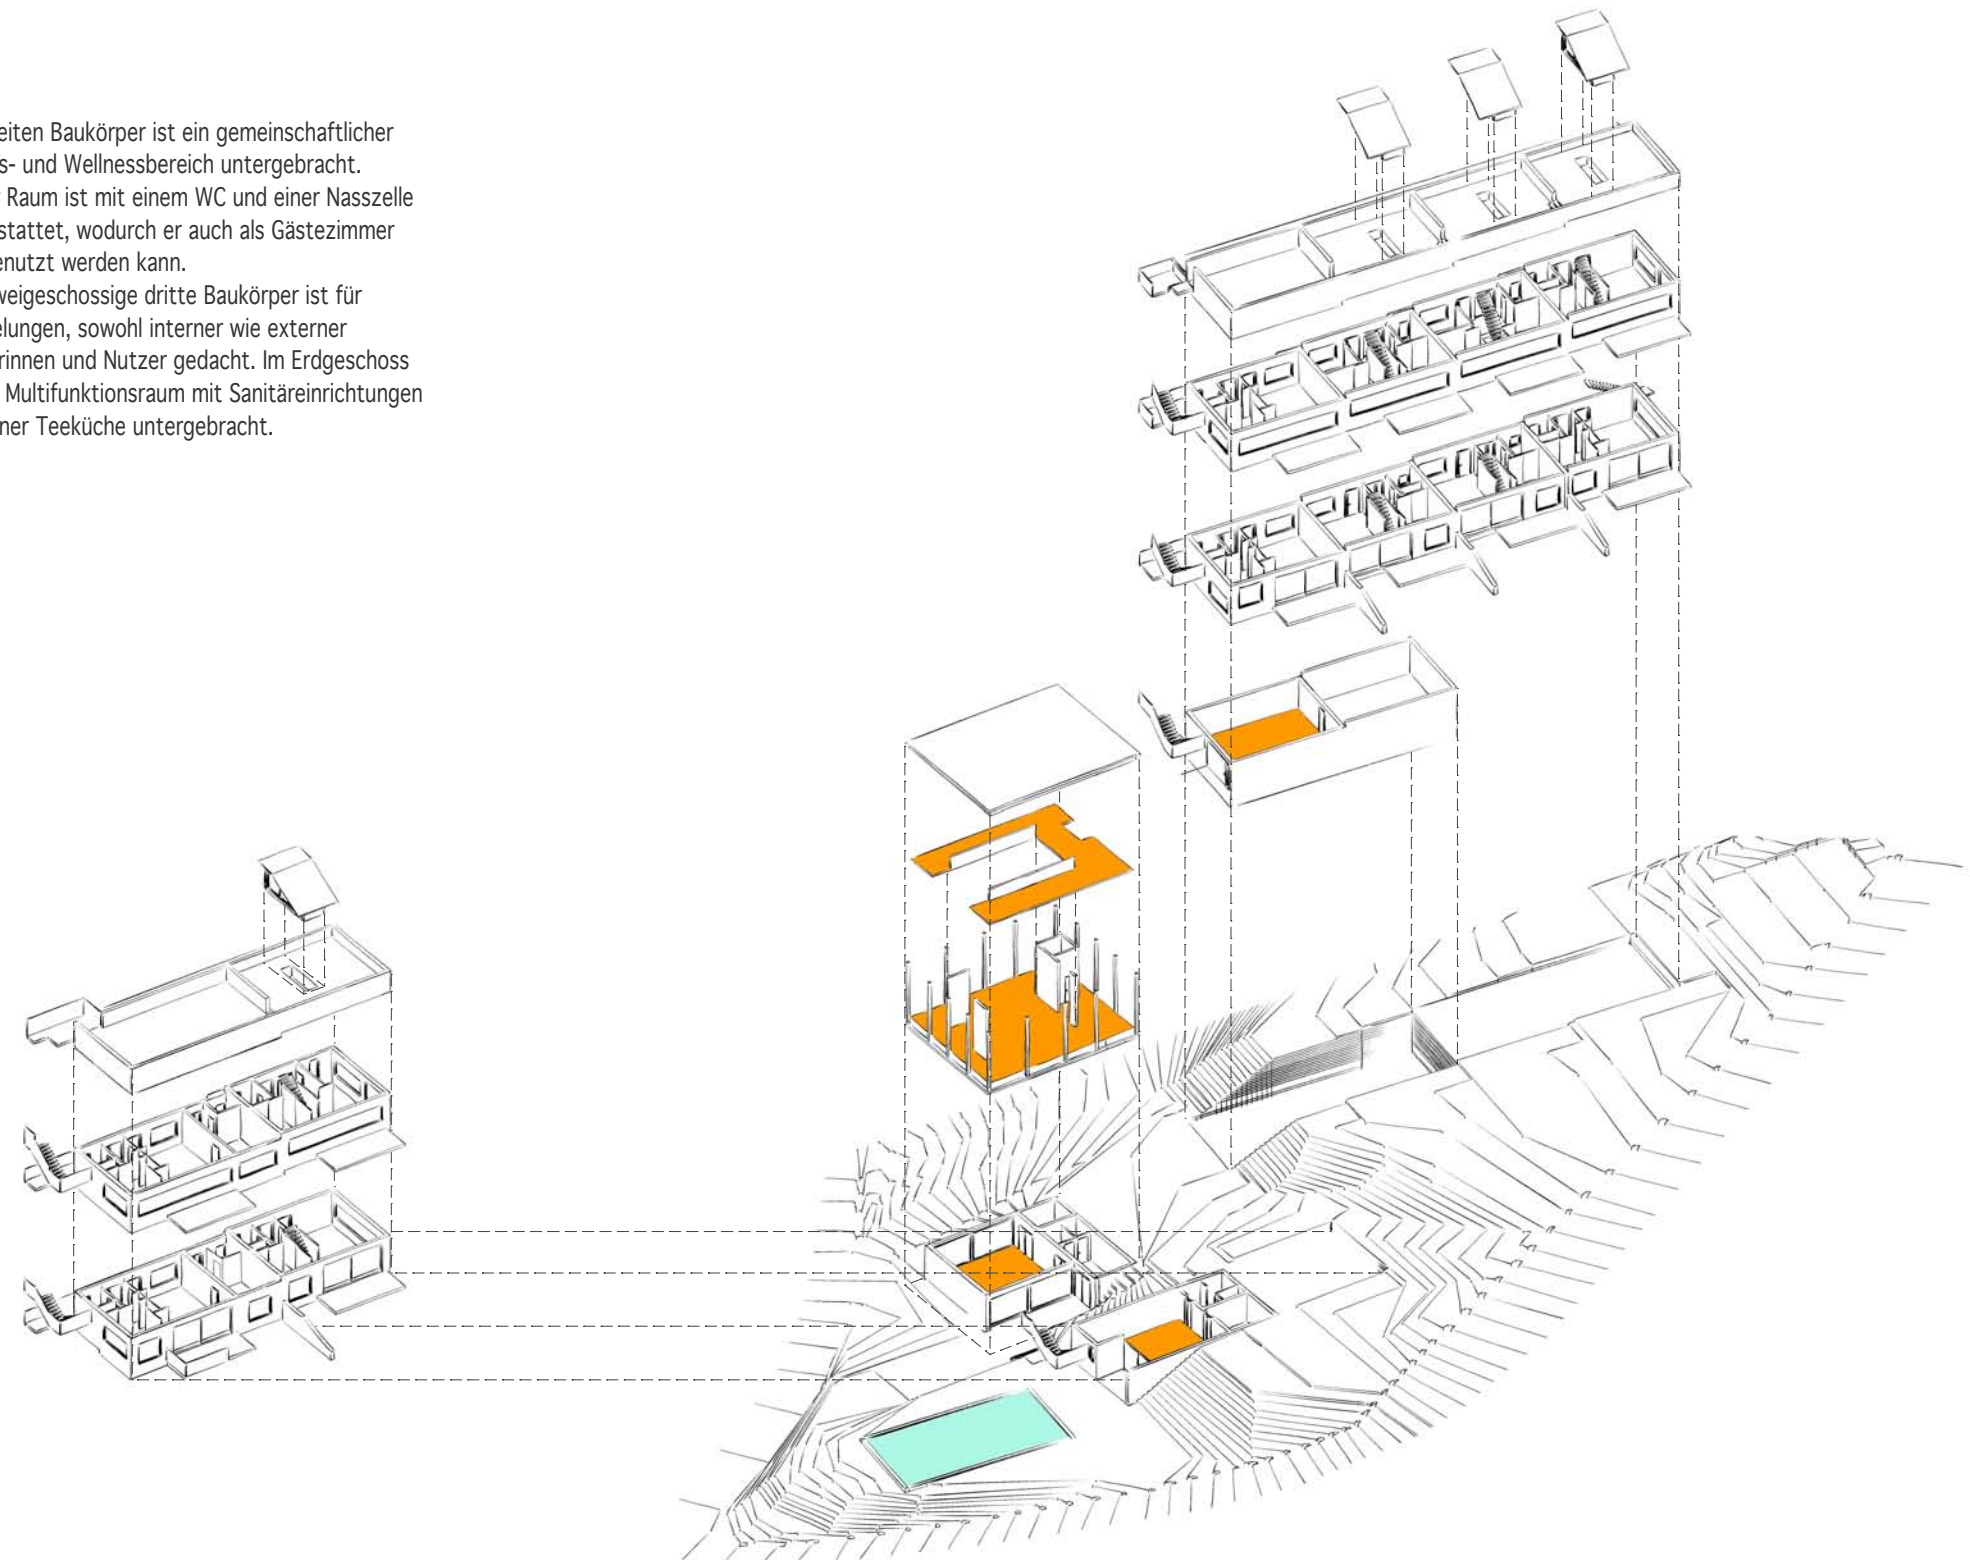 eiten Baukörper ist ein gemeinschaftlicher
s- und Wellnessbereich untergebracht.
Raum ist mit einem WC und einer Nasszelle
stattet, wodurch er auch als Gästezimmer
enutzt werden kann.
weigeschossige dritte Baukörper ist für
elungen, sowohl interner wie externer
rinnen und Nutzer gedacht. Im Erdgeschoss
Multifunktionsraum mit Sanitäreinrichtungen
ner Teeküche untergebracht.